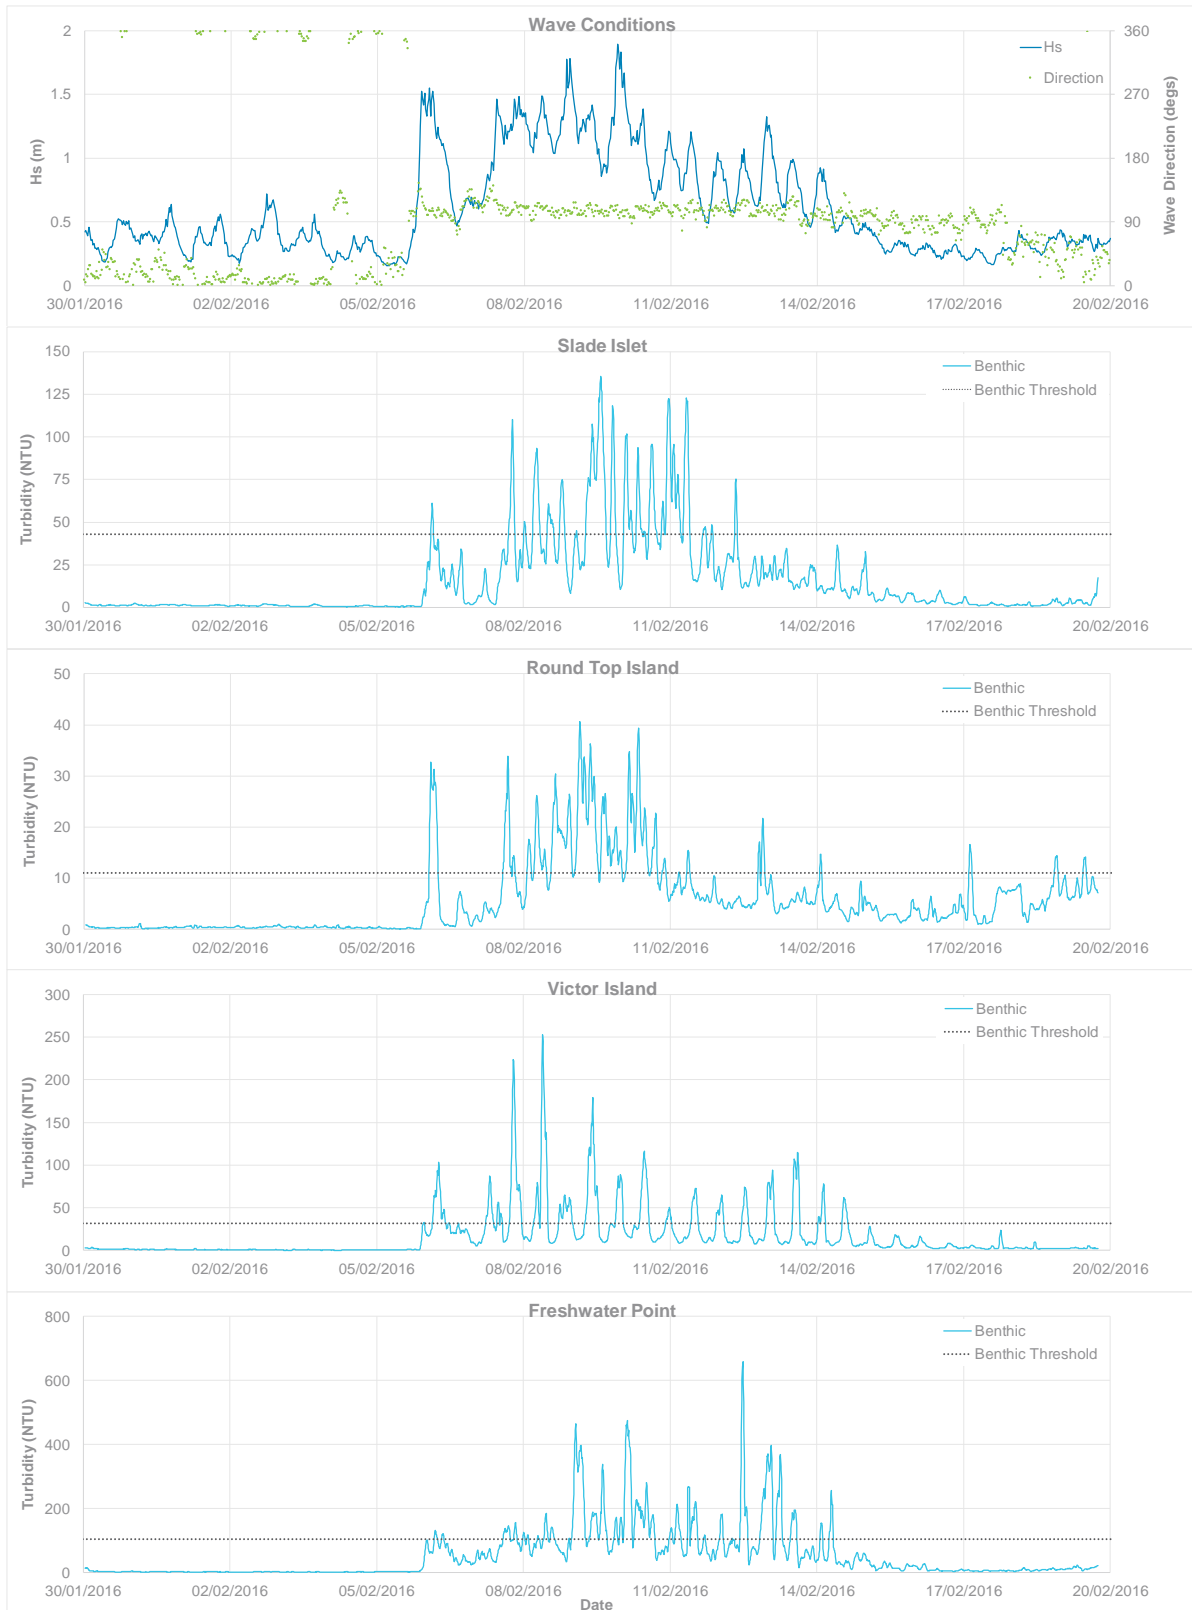 Wave Conditions
2
1.5
1
0.5
0
Hs (m)
360
270
180
90
0
Wave Direction (degs)
Hs
Direction
30/01/2016 02/02/2016 05/02/2016 08/02/2016 11/02/2016 14/02/2016 17/02/2016 20/02/2016
Slade Islet
150
125
100
75
50
25
0
Turbidity (NTU)
Benthic
Benthic Threshold
30/01/2016 02/02/2016 05/02/2016 08/02/2016 11/02/2016 14/02/2016 17/02/2016 20/02/2016
Round Top Island
50
40
30
20
10
0
Turbidity (NTU)
Benthic
Benthic Threshold
30/01/2016 02/02/2016 05/02/2016 08/02/2016 11/02/2016 14/02/2016 17/02/2016 20/02/2016
Victor Island
300
250
200
150
100
50
0
Turbidity (NTU)
Benthic
Benthic Threshold
30/01/2016 02/02/2016 05/02/2016 08/02/2016 11/02/2016 14/02/2016 17/02/2016 20/02/2016
Freshwater Point
800
600
400
200
0
Turbidity (NTU)
Benthic
Benthic Threshold
30/01/2016 02/02/2016 05/02/2016 08/02/2016 11/02/2016 14/02/2016 17/02/2016 20/02/2016
Date